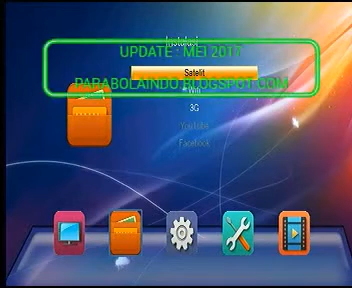 Instalasi
UPDATE : MEI 2017
Satelit
PARABOLAINDO.BLOGSPOT.COM
3G
Youtube
Facebook